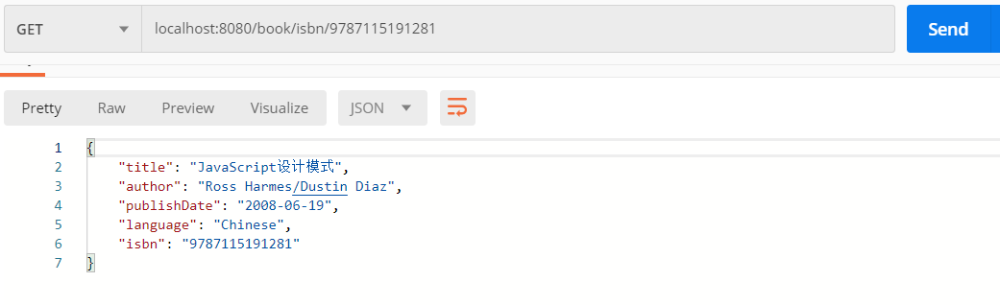 GET localhost:8080/book/isbn/9787115191281 Send
Pretty Raw Preview Visualize JSON
1 {
2 "title": "JavaScript设计模式",
3 "author": "Ross Harmes/Dustin Diaz",
4 "publishDate": "2008-06-19",
5 "language": "Chinese",
6 "isbn": "9787115191281"
7 }